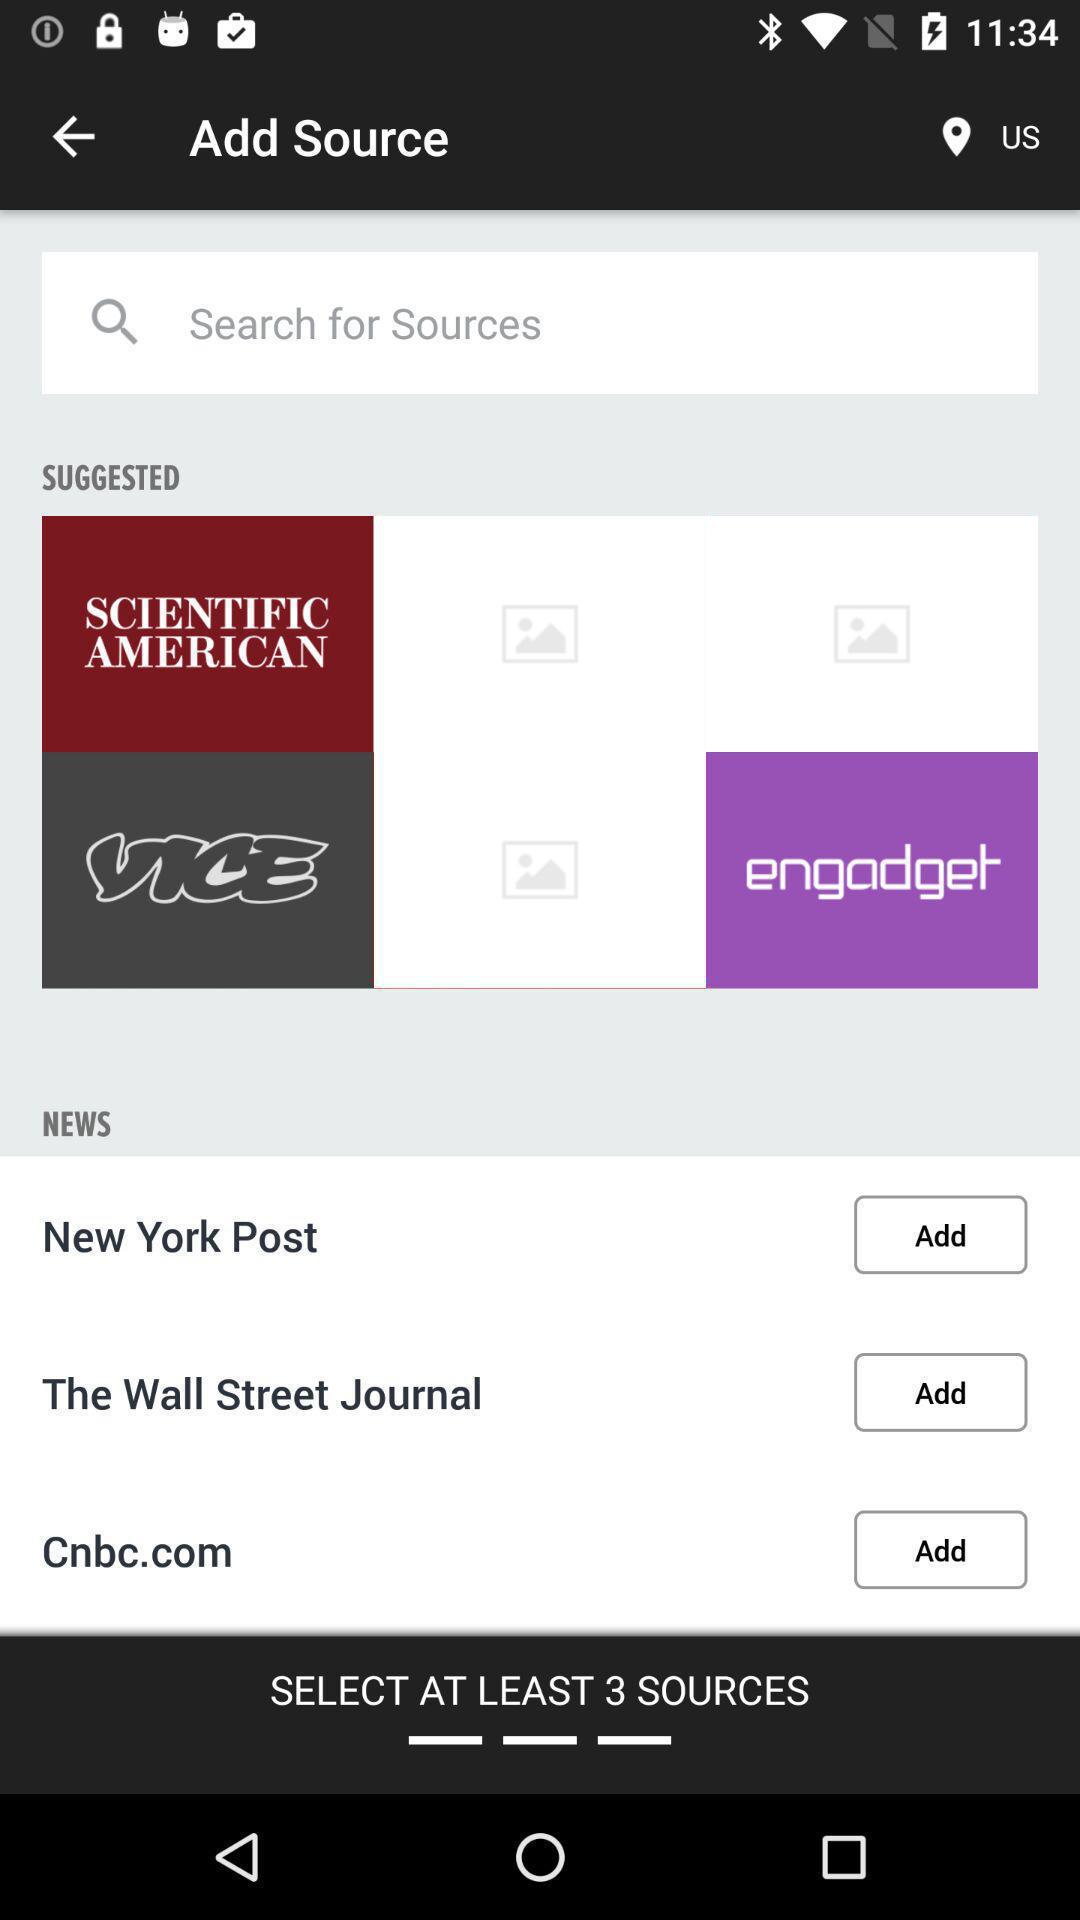 11:34
Add Source
US
Search for Sources
SUGGESTED
SCIENTIFIC
AMERICAN
VICE
engadget
NEWS
New York Post
Add
The Wall Street Journal
Add
Cnbc.com
Add
SELECT AT LEAST 3 SOURCES